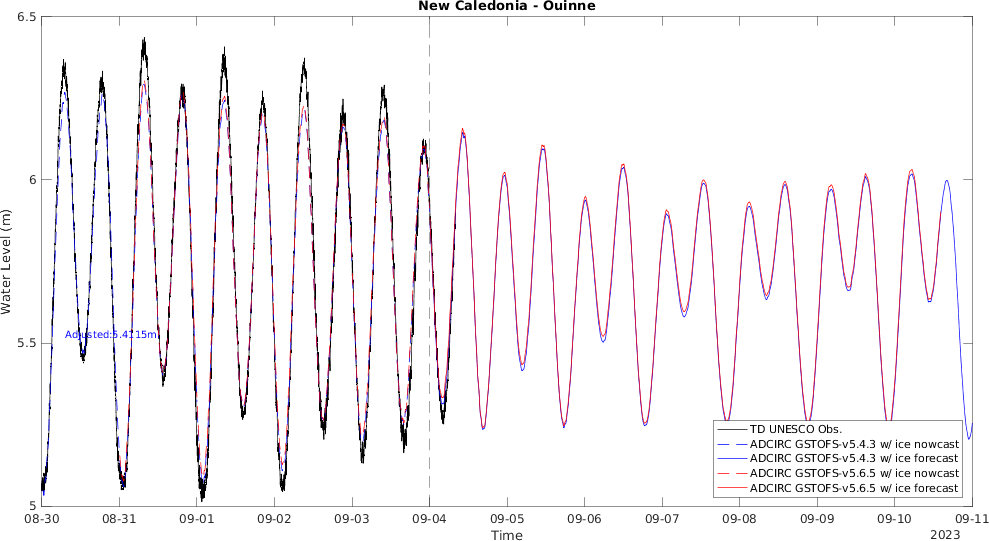 New Caledonia - Ouinne
6.5
6
5.5
5
Water Level (m)
Adjusted:5.4715m
TD UNESCO Obs.
ADCIRC GSTOFS-v5.4.3 w/ ice nowcast
ADCIRC GSTOFS-v5.4.3 w/ ice forecast
ADCIRC GSTOFS-v5.6.5 w/ ice nowcast
ADCIRC GSTOFS-v5.6.5 w/ ice forecast
08-30 08-31 09-01 09-02 09-03 09-04 09-05 09-06 09-07 09-08 09-09 09-10 09-11
Time
2023